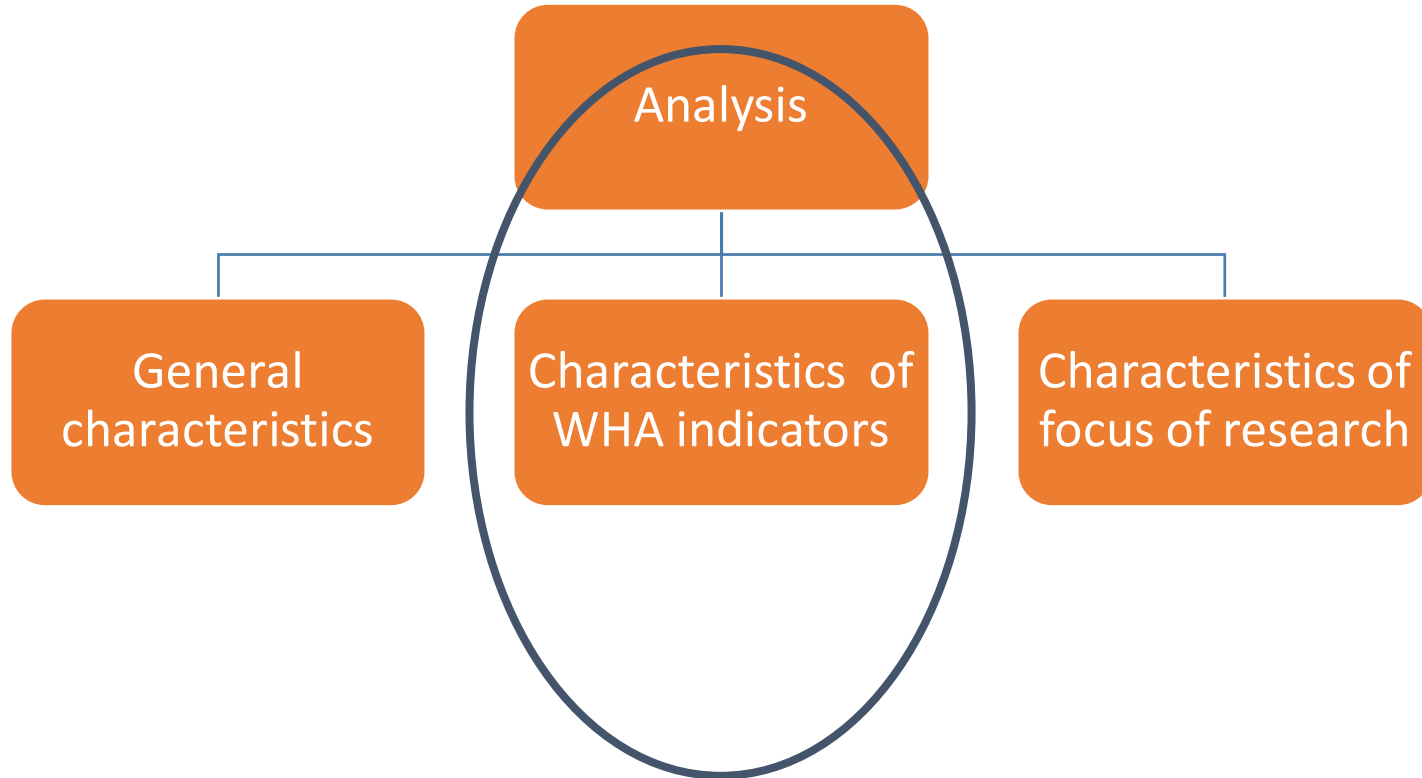 Analysis
General
characteristics
Characteristics of
WHA indicators
Characteristics of
focus of research